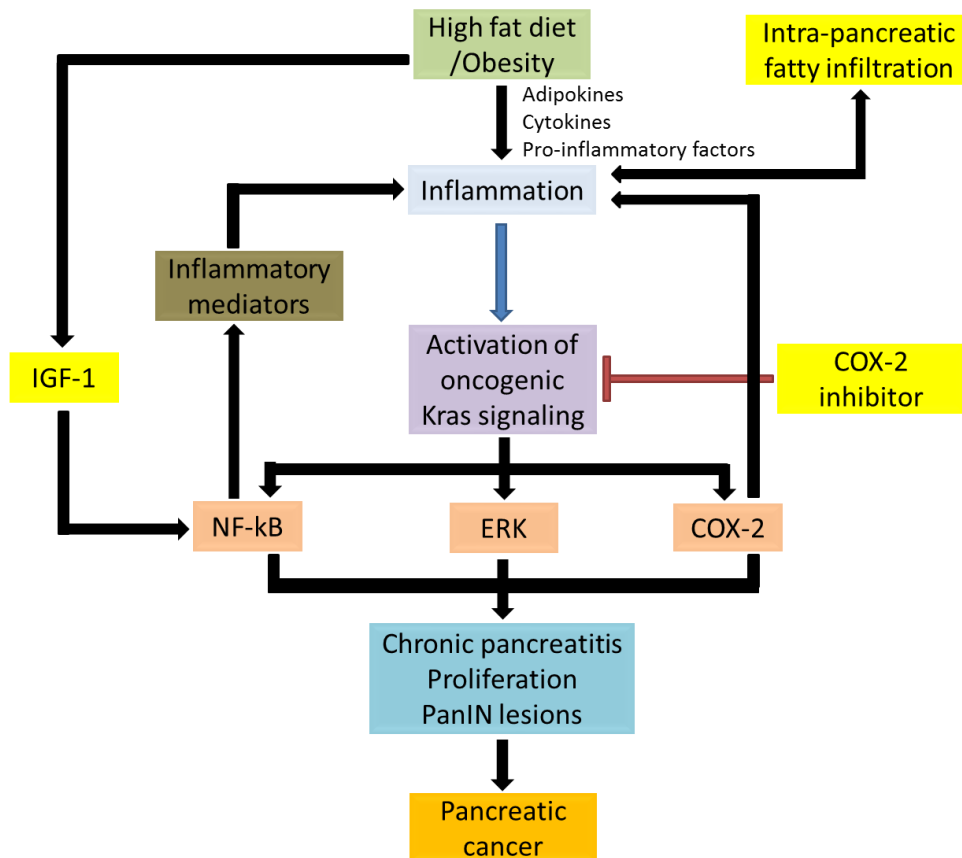 High fat diet
/Obesity
Intra-pancreatic
fatty infiltration
Adipokines
Cytokines
Pro-inflammatory factors
Inflammation
Inflammatory
mediators
IGF-1
Activation of
oncogenic
Kras signaling
COX-2
inhibitor
NF-kB
ERK
COX-2
Chronic pancreatitis
Proliferation
PanIN lesions
Pancreatic
cancer